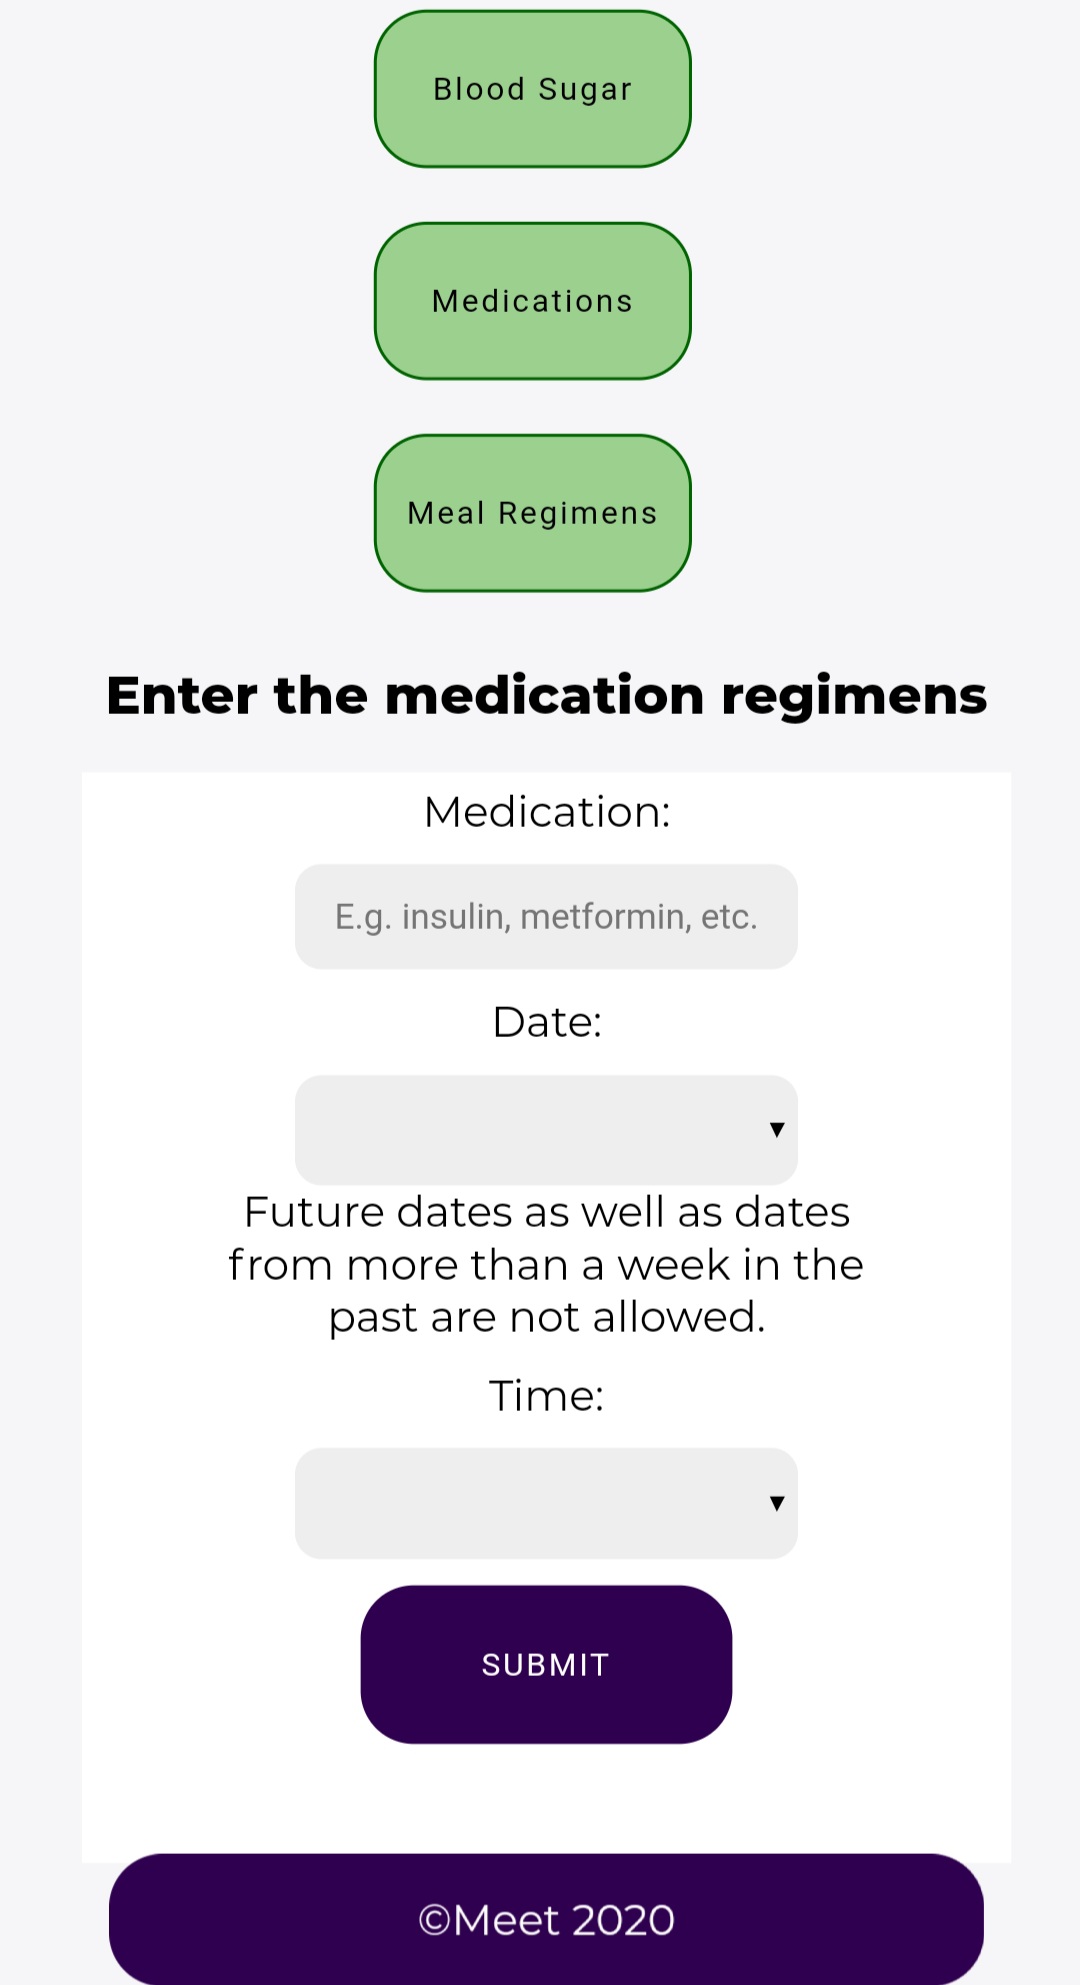 Blood Sugar
Medications
Meal Regimens
Enter the medication regimens
Medication:
E.g. insulin, metformin, etc.
Date:
Future dates as well as dates
from more than a week in the
past are not allowed.
Time:
SUBMIT
©Meet 2020